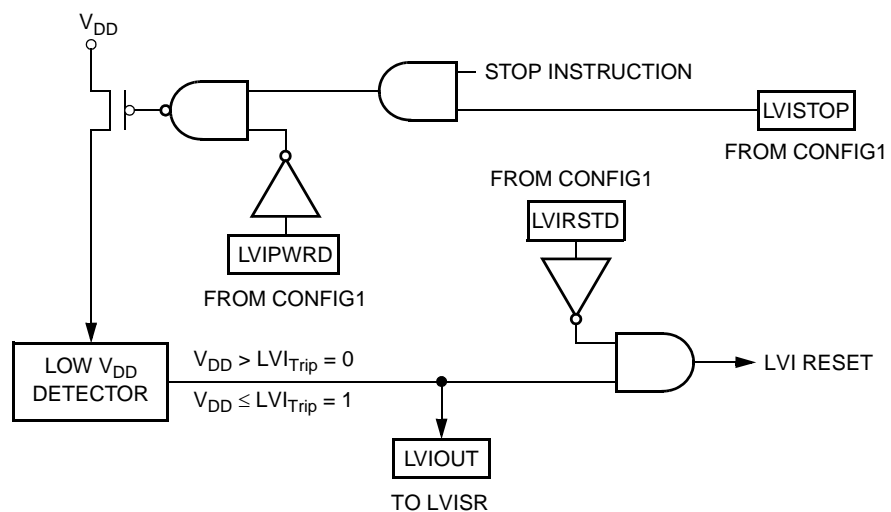 VDD
STOP INSTRUCTION
LVISTOP
FROM CONFIG1
FROM CONFIG1
LVIRSTD
LVIPWRD
FROM CONFIG1
LOW VDD
DETECTOR
VDD > LVITrip = 0
VDD ≤ LVITrip = 1
LVI RESET
LVIOUT
TO LVISR